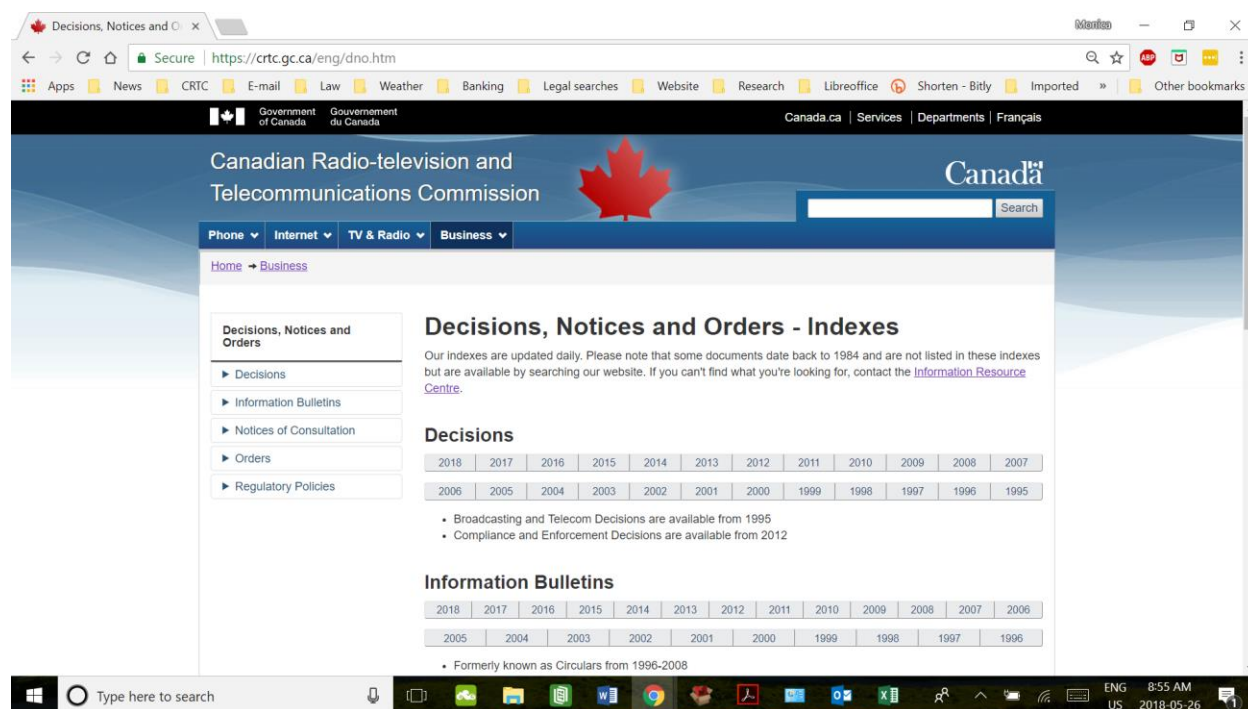 Decisions, Notices and O
Monica
Secure
https://crtc.gc.ca/eng/dno.htm
ABP
Apps News CRTC E-mail Law Weather Banking Legal searches Website Research Libreoffice Shorten - Bitly Imported » Other bookmarks
Government of Canada
Gouvernement du Canada
Canada.ca | Services | Departments | Français
Canadian Radio-television and
Telecommunications Commission
Canada
Search
Phone Internet TV & Radio Business
Home → Business
Decisions, Notices and
Orders
Decisions
Information Bulletins
Notices of Consultation
Orders
Regulatory Policies
Decisions, Notices and Orders - Indexes
Our indexes are updated daily. Please note that some documents date back to 1984 and are not listed in these indexes
but are available by searching our website. If you can't find what you're looking for, contact the Information Resource
Centre.
Decisions
2018 2017 2016 2015 2014 2013 2012 2011 2010 2009 2008 2007
2006 2005 2004 2003 2002 2001 2000 1999 1998 1997 1996 1995
• Broadcasting and Telecom Decisions are available from 1995
• Compliance and Enforcement Decisions are available from 2012
Information Bulletins
2018 2017 2016 2015 2014 2013 2012 2011 2010 2009 2008 2007 2006
2005 2004 2003 2002 2001 2000 1999 1998 1997 1996
• Formerly known as Circulars from 1996-2008
Type here to search
ENG
US
8:55 AM
2018-05-26
1